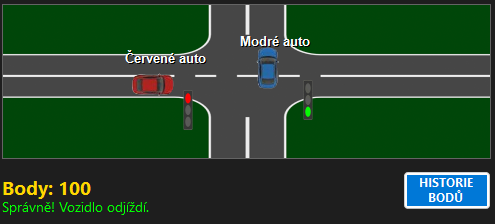 Modré auto
Červené auto
Body: 100
Správně! Vozidlo odjíždí.
HISTORIE
BODŮ